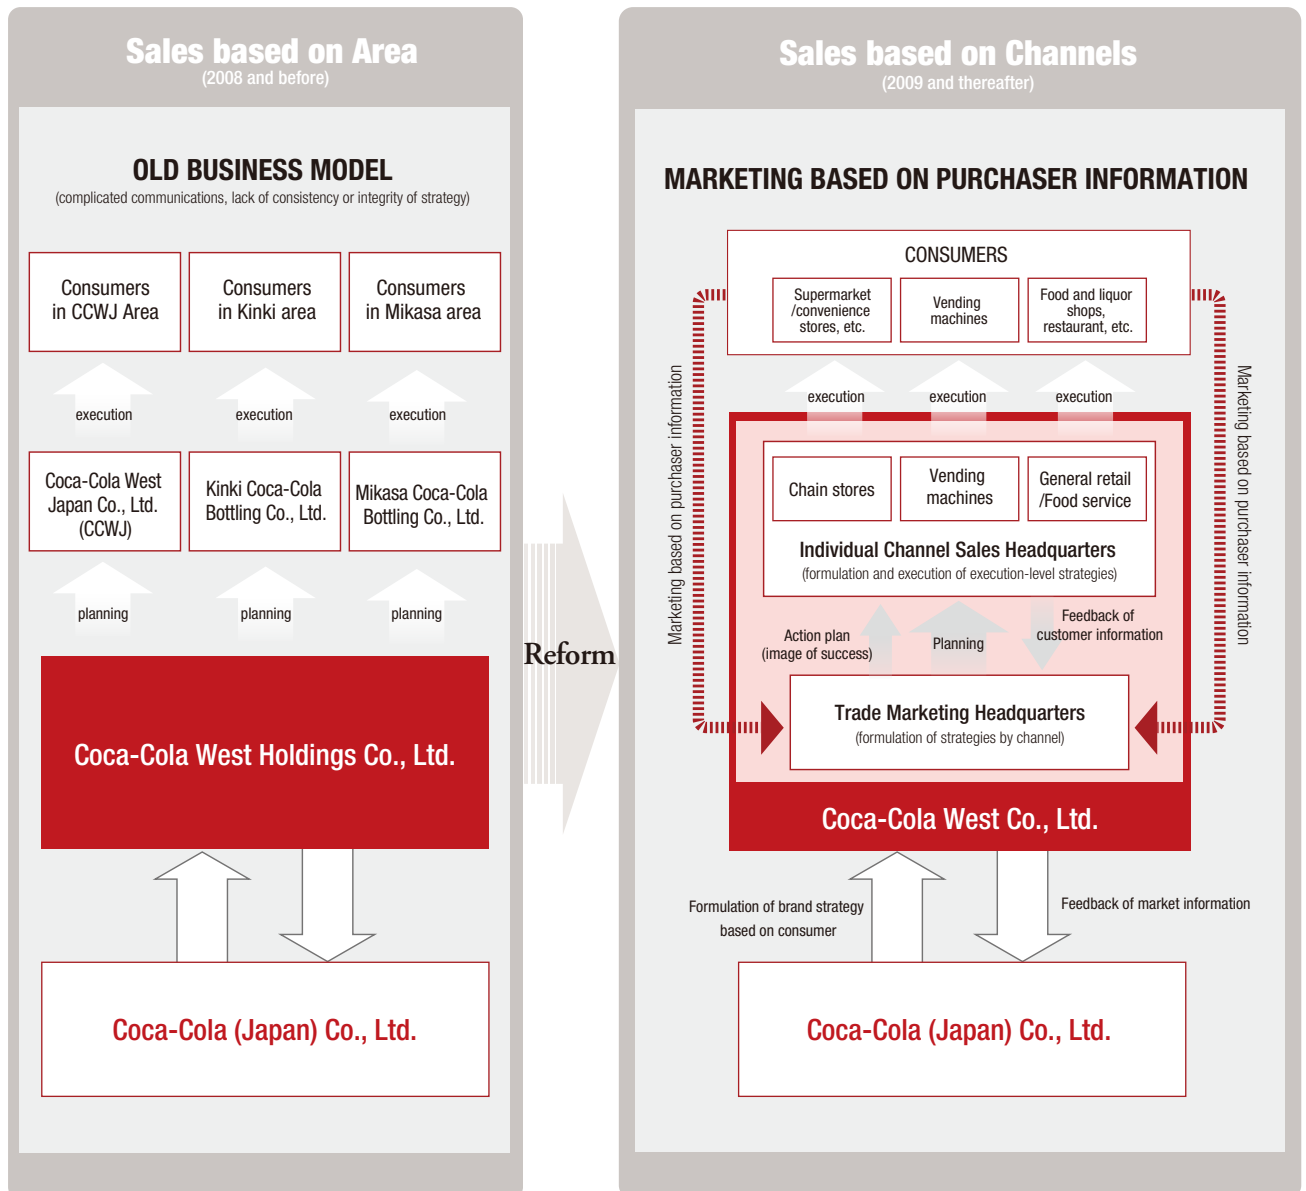 Sales based on Area
(2008 and before)
OLD BUSINESS MODEL
(complicated communications, lack of consistency or integrity of strategy)
Consumers
in CCWJ Area
Consumers
in Kinki area
Consumers
in Mikasa area
execution
execution
execution
Coca-Cola West
Japan Co., Ltd.
(CCWJ)
Kinki Coca-Cola
Bottling Co., Ltd.
Mikasa Coca-Cola
Bottling Co., Ltd.
planning
planning
planning
Coca-Cola West Holdings Co., Ltd.
Coca-Cola (Japan) Co., Ltd.
Reform
Sales based on Channels
(2009 and thereafter)
MARKETING BASED ON PURCHASER INFORMATION
CONSUMERS
Supermarket
/convenience
stores, etc.
Vending
machines
Food and liquor
shops,
restaurant, etc.
Marketing based on purchaser information
Marketing based on purchaser information
execution
execution
execution
Chain stores
Vending
machines
General retail
/Food service
Individual Channel Sales Headquarters
(formulation and execution of execution-level strategies)
Action plan
(image of success)
Planning
Feedback of
customer information
Trade Marketing Headquarters
(formulation of strategies by channel)
Coca-Cola West Co., Ltd.
Formulation of brand strategy
based on consumer
Feedback of market information
Coca-Cola (Japan) Co., Ltd.